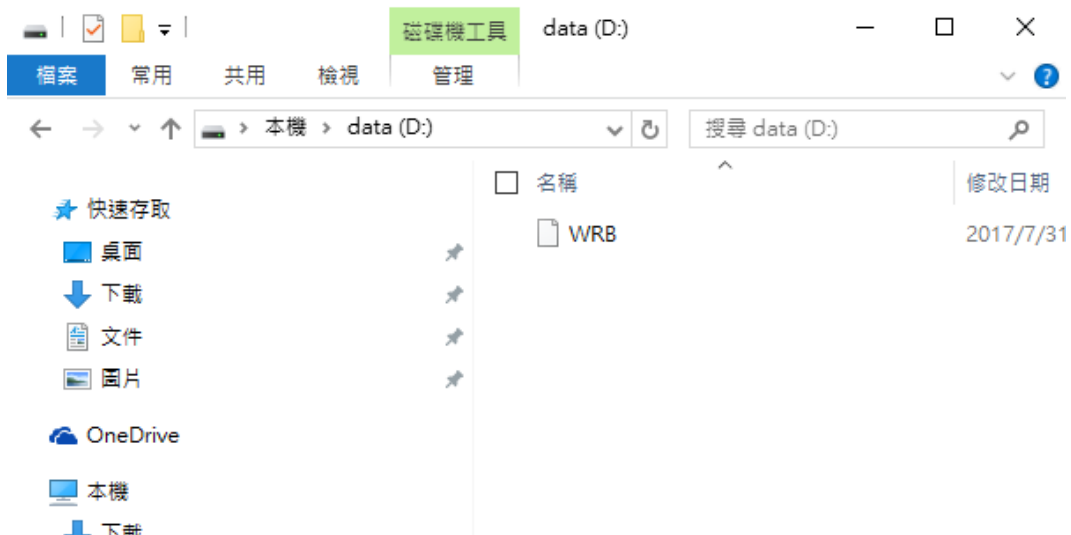 磁碟機工具
data (D:)
檔案
常用
共用
檢視
管理
本機 > data (D:)
搜尋 data (D:)
快速存取
桌面
下載
文件
圖片
OneDrive
本機
下載
名稱
修改日期
WRB
2017/7/31